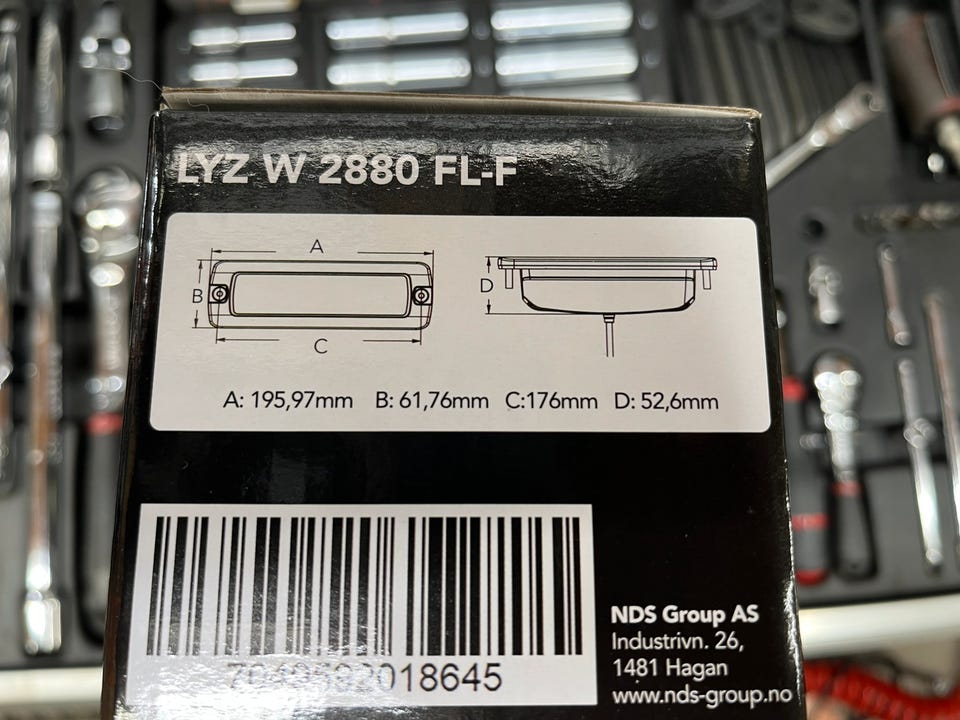 LYZ W 2880 FL-F
A
B
C
D
A: 195,97mm B: 61,76mm C:176mm D: 52,6mm
7049592018645
NDS Group AS
Industrivn. 26,
1481 Hagan
www.nds-group.no